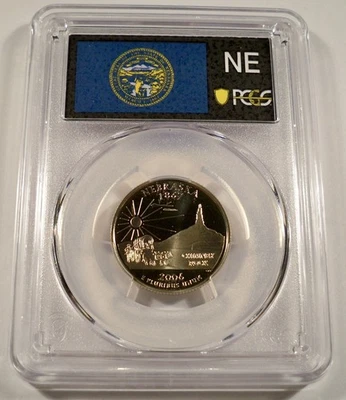 NE
PCGS
NEBRASKA
1867
CHIMNEY
ROCK
2006
E PLURIBUS UNUM